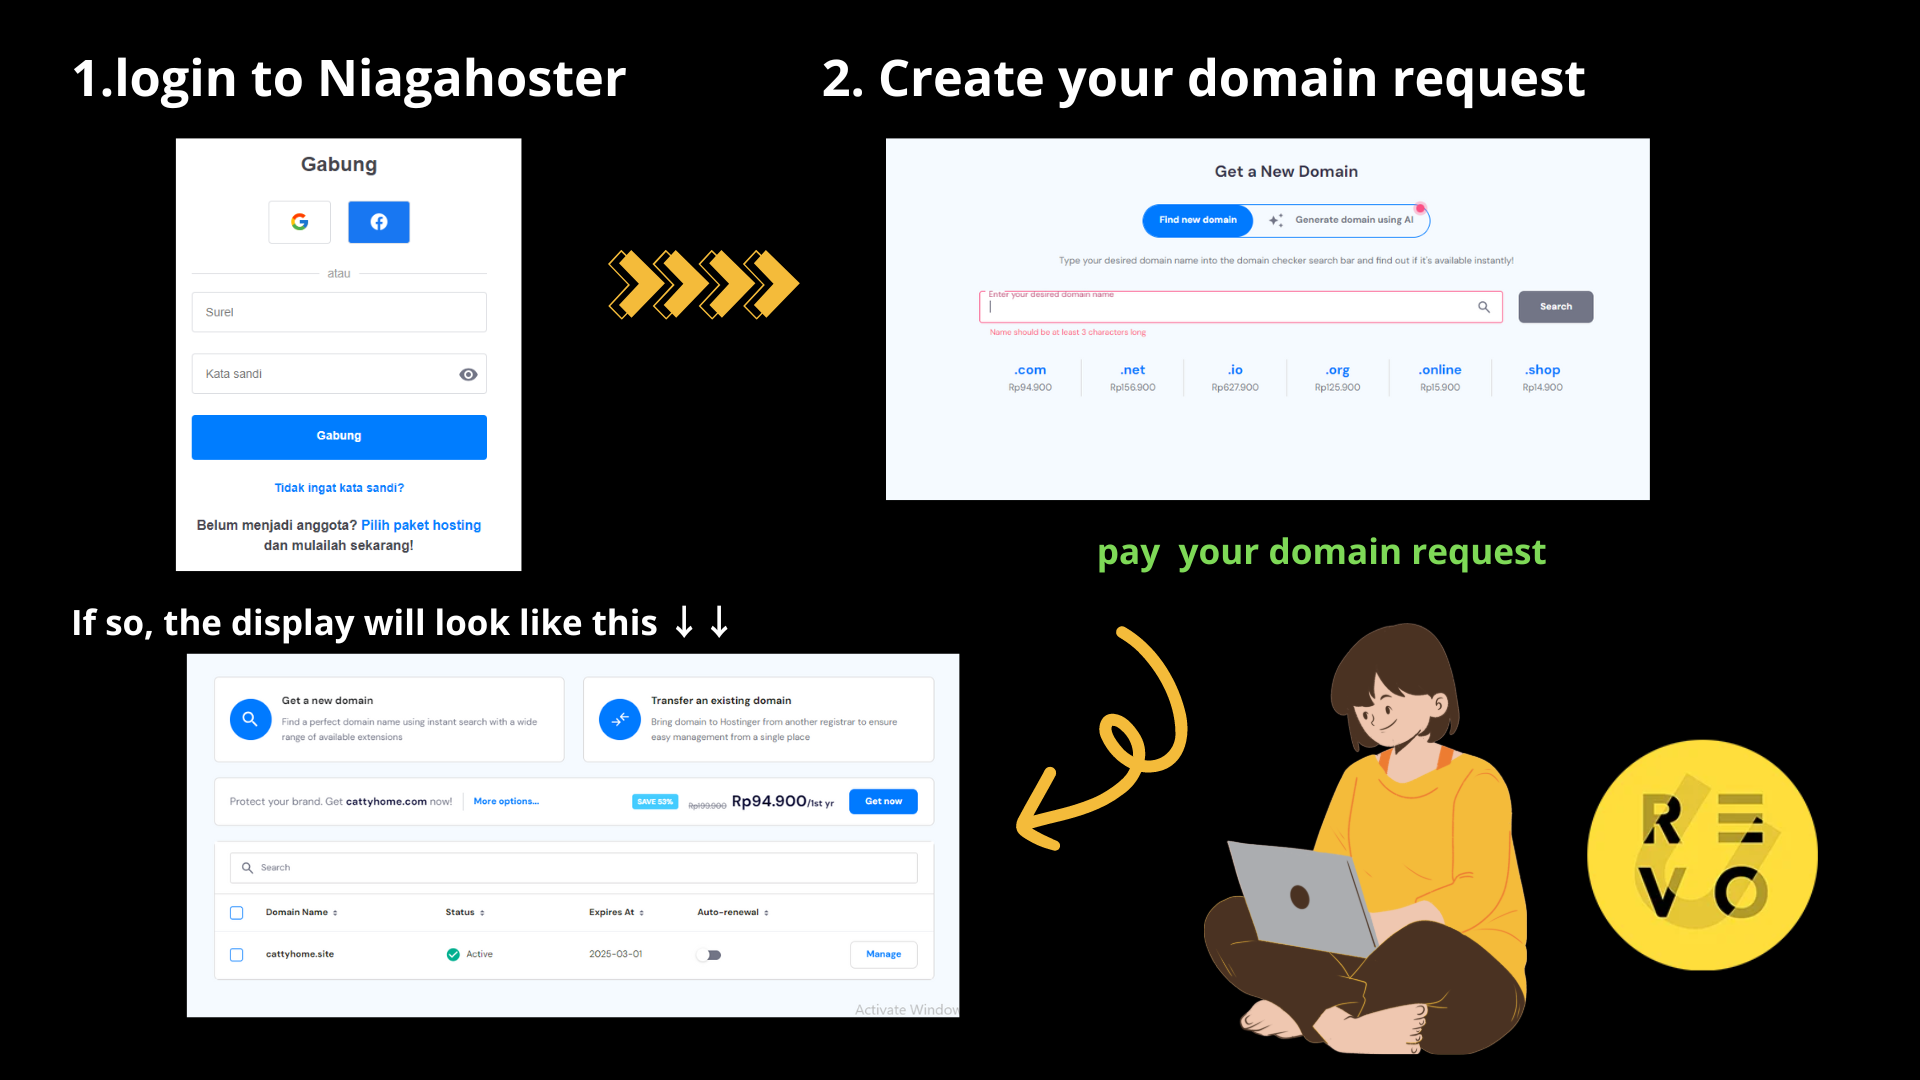 1.login to Niagahoster
2. Create your domain request
Gabung
atau
Surel
Kata sandi
Gabung
Tidak ingat kata sandi?
Belum menjadi anggota? Pilih paket hosting
dan mulailah sekarang!
Get a New Domain
Find new domain
Generate domain using AI
Type your desired domain name into the domain checker search bar and find out if it's available instantly!
Enter your desired domain name
Search
Name should be at least 3 characters long
.com .net .io .org .online .shop
Rp94.900 Rp156.900 Rp627.900 Rp125.900 Rp15.900 Rp14.900
pay your domain request
If so, the display will look like this ↓↓
Get a new domain
Find a perfect domain name using instant search with a wide
range of available extensions
Transfer an existing domain
Bring domain to Hostinger from another registrar to ensure
easy management from a single place
Protect your brand. Get cattyhome.com now! More options... SAVE 53% Rp199.900 Rp94.900/1st yr Get now
Search
Domain Name Status Expires At Auto-renewal
cattyhome.site Active 2025-03-01 Manage
Activate Window
RE
VO